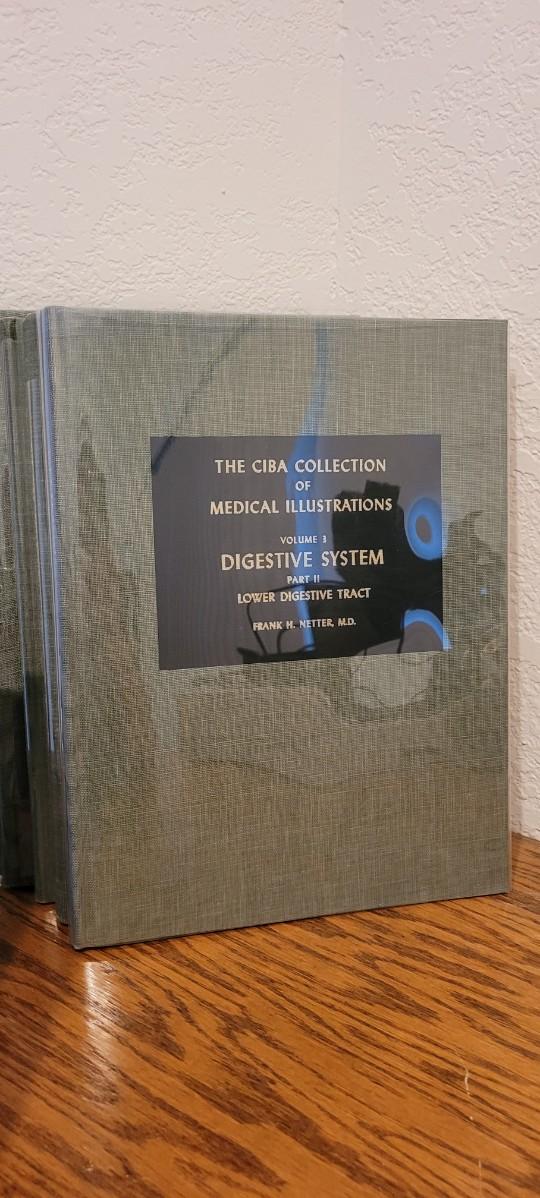 THE CIBA COLLECTION
OF
MEDICAL ILLUSTRATIONS
VOLUME 3
DIGESTIVE SYSTEM
PART II
LOWER DIGESTIVE TRACT
FRANK H. NETTER, M.D.